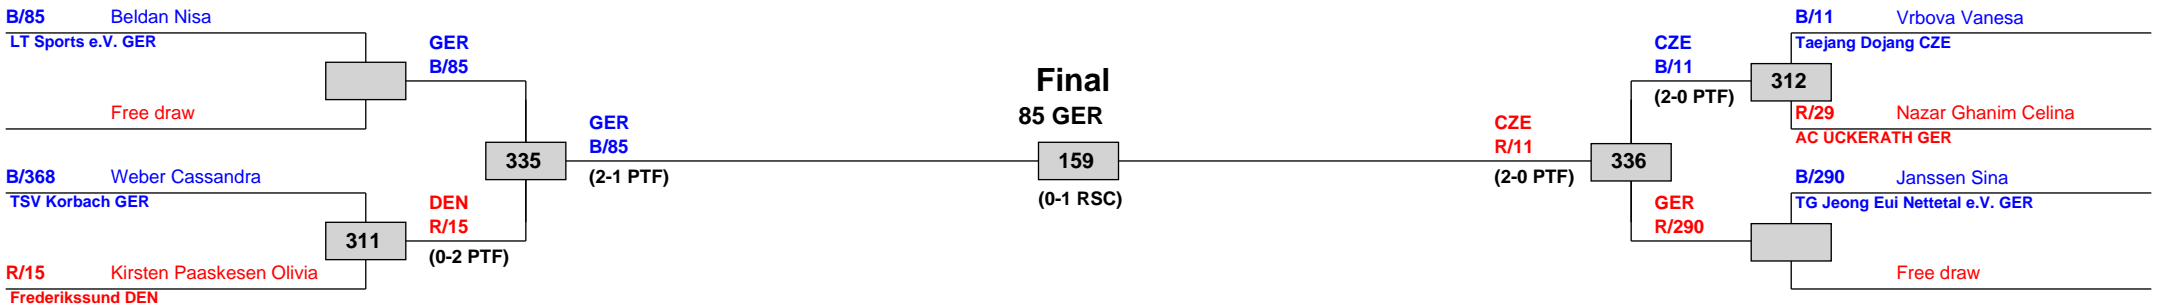 B/85 Beldan Nisa
LT Sports e.V. GER
Free draw
GER
B/85
B/368 Weber Cassandra
TSV Korbach GER
311
R/15 Kirsten Paaskesen Olivia
Frederikssund DEN
DEN
R/15
(0-2 PTF)
335
GER
B/85
(2-1 PTF)
Final
85 GER
159
(0-1 RSC)
CZE
R/11
(2-0 PTF)
336
CZE
B/11
(2-0 PTF)
312
B/11 Vrbova Vanesa
Taejang Dojang CZE
R/29 Nazar Ghanim Celina
AC UCKERATH GER
GER
R/290
B/290 Janssen Sina
TG Jeong Eui Nettetal e.V. GER
Free draw